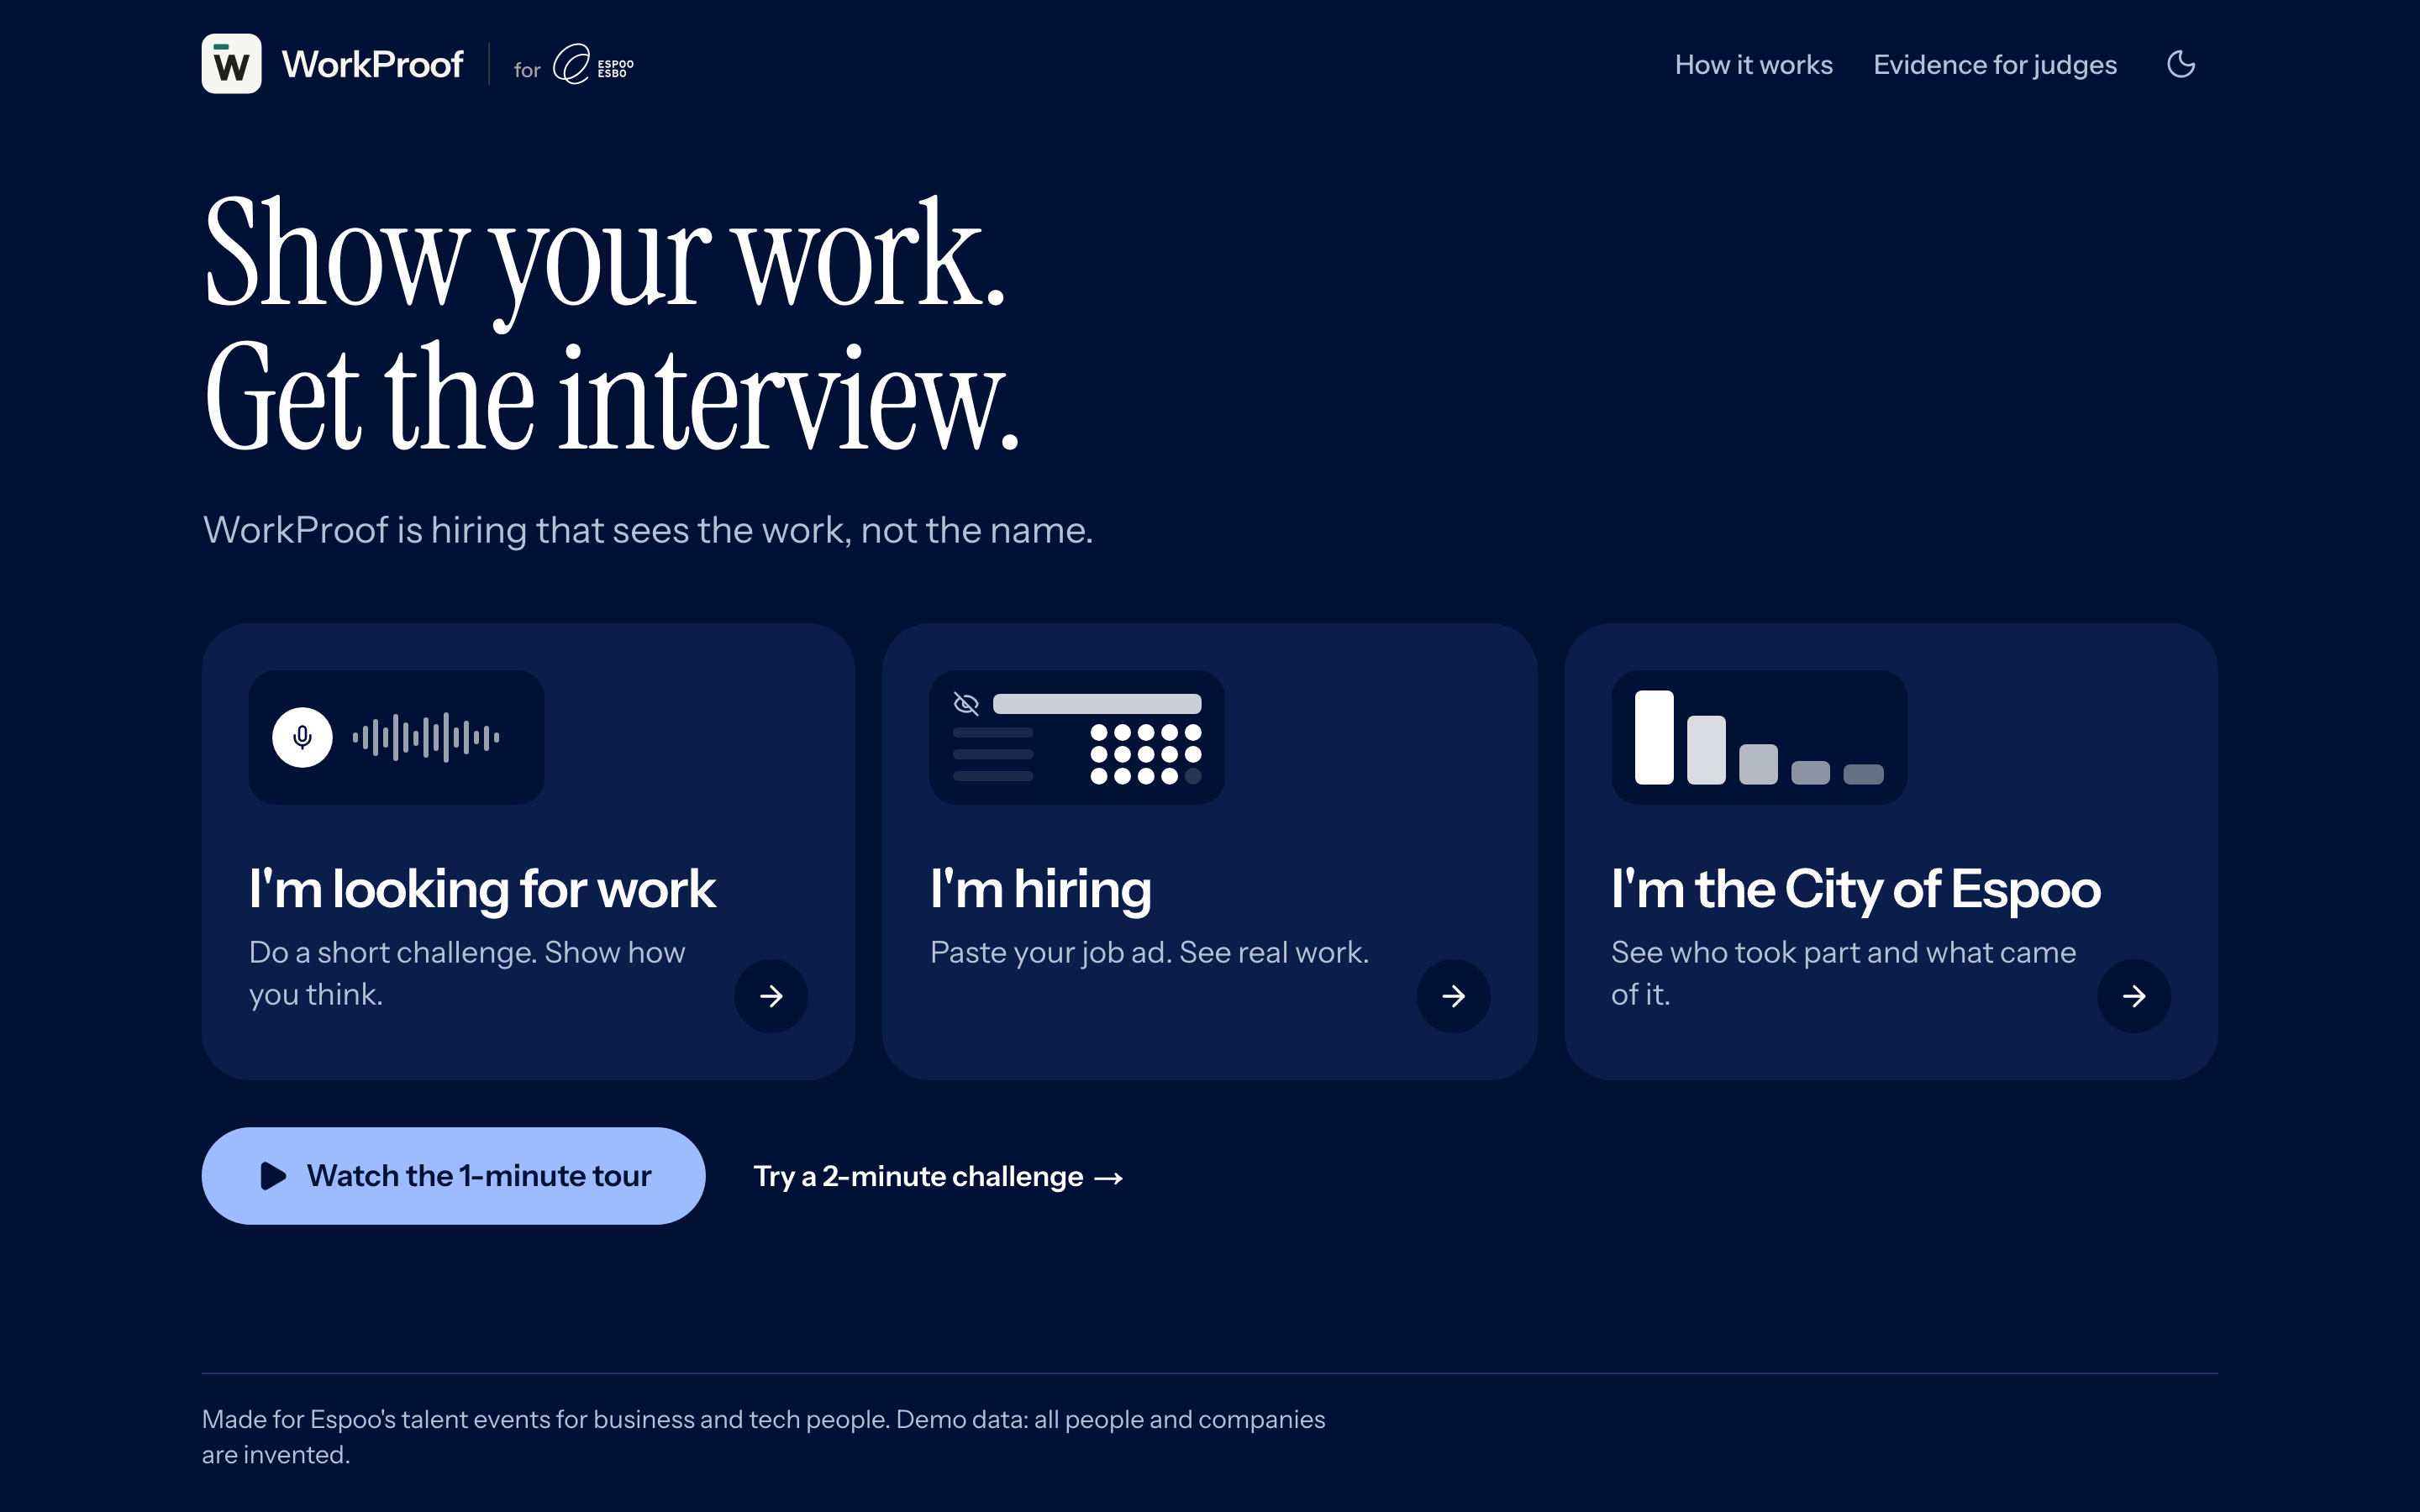 W WorkProof for ESPOO ESBO How it works Evidence for judges
Show your work.
Get the interview.
WorkProof is hiring that sees the work, not the name.
I'm looking for work
Do a short challenge. Show how
you think.
I'm hiring
Paste your job ad. See real work.
I'm the City of Espoo
See who took part and what came
of it.
Watch the 1-minute tour
Try a 2-minute challenge →
Made for Espoo's talent events for business and tech people. Demo data: all people and companies
are invented.